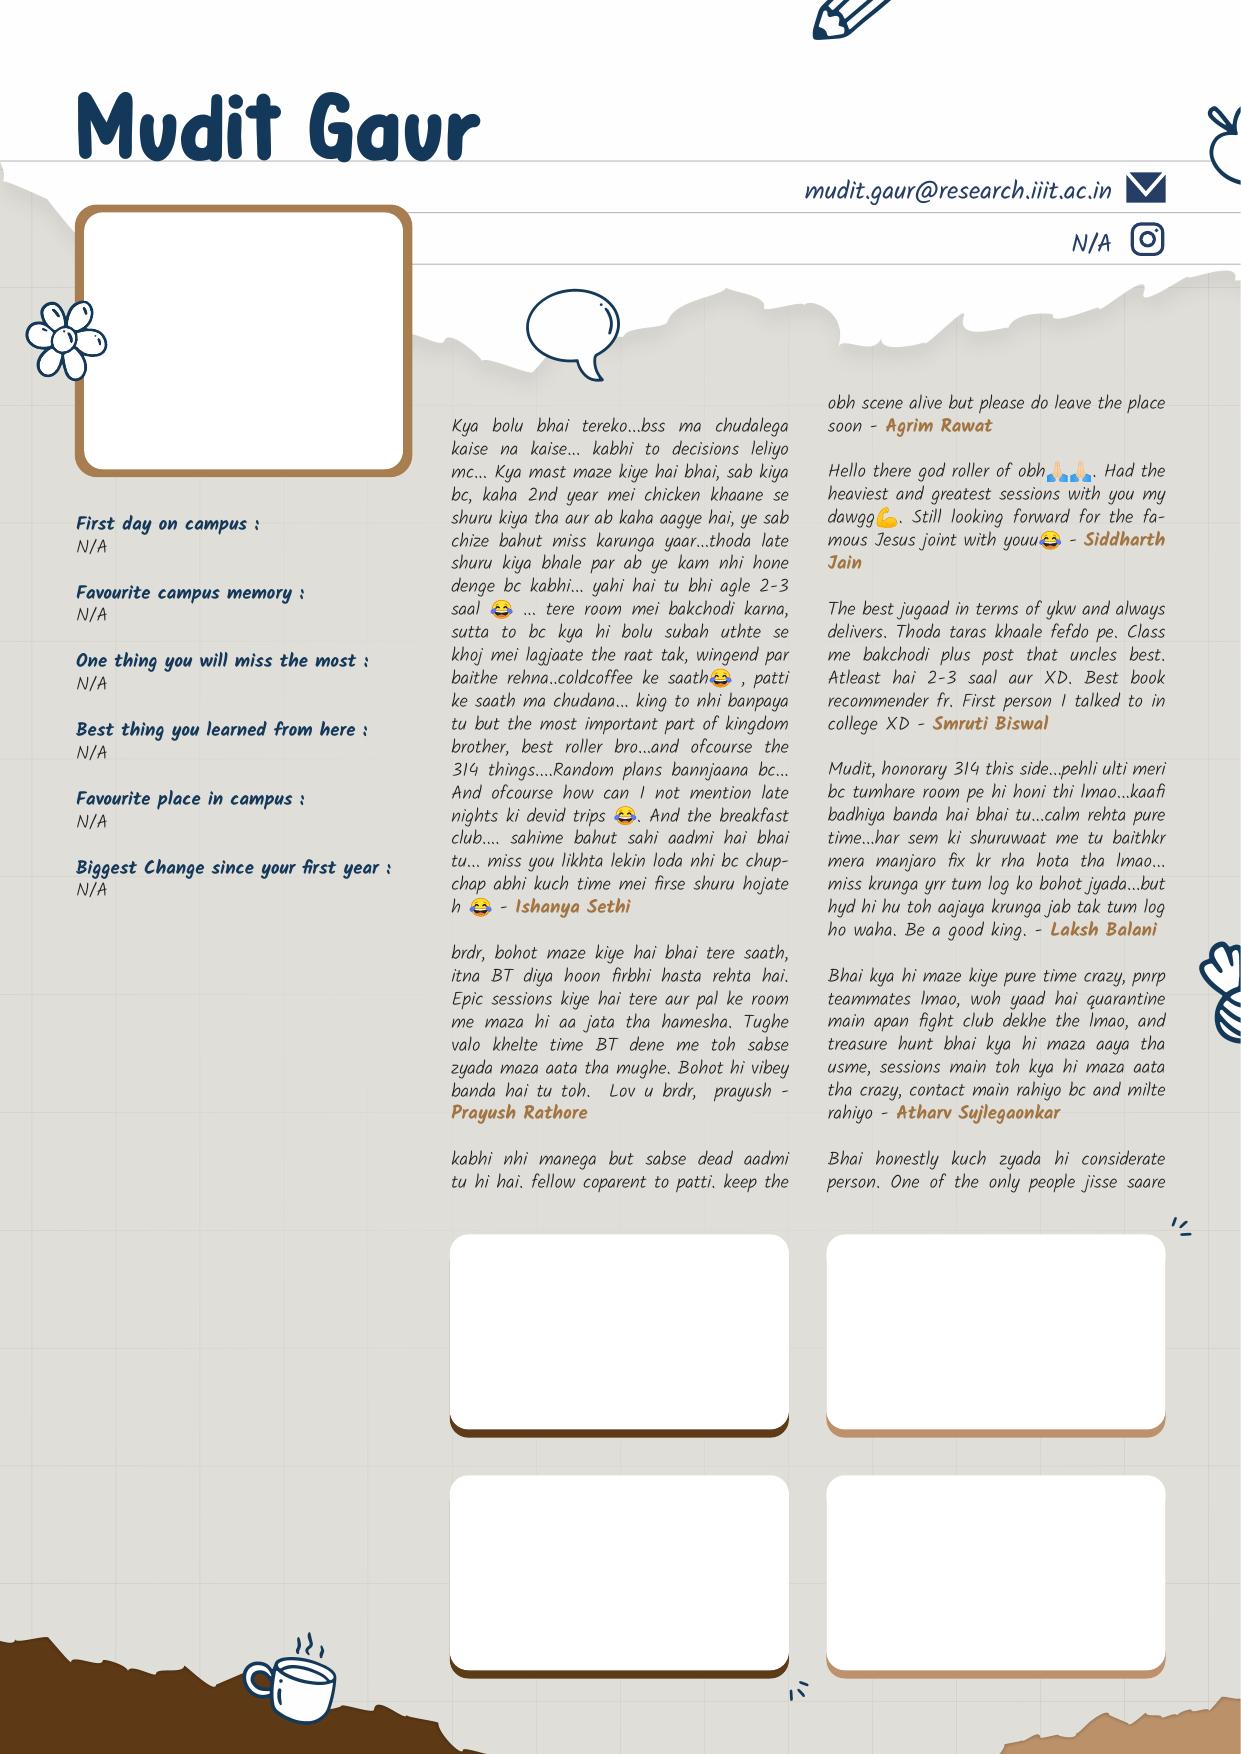 Mudit Gaur
mudit.gaur@research.iiit.ac.in
N/A
First day on campus :
N/A
Favourite campus memory :
N/A
One thing you will miss the most :
N/A
Best thing you learned from here :
N/A
Favourite place in campus :
N/A
Biggest Change since your first year :
N/A
Kya bolu bhai tereko...bss ma chudalega
kaise na kaise... kabhi to decisions leliyo
mc... Kya mast maze kiye hai bhai, sab kiya
bc, kaha 2nd year mei chicken khaane se
shuru kiya tha aur ab kaha aagye hai, ye sab
chize bahut miss karunga yaar...thoda late
shuru kiya bhale par ab ye kam nhi hone
denge bc kabhi... yahi hai tu bhi agle 2-3
saal 😂 ... tere room mei bakchodi karna,
sutta to bc kya hi bolu subah uthte se
khoj mei lagjaate the raat tak, wingend par
baithe rehna..coldcoffee ke saath😂 , patti
ke saath ma chudana... king to nhi banpaya
tu but the most important part of kingdom
brother, best roller bro...and ofcourse the
314 things....Random plans bannjaana bc...
And ofcourse how can I not mention late
nights ki devid trips 😂. And the breakfast
club.... sahime bahut sahi aadmi hai bhai
tu... miss you likhta lekin loda nhi bc chup-
chap abhi kuch time mei firse shuru hojate
h 😂 - Ishanya Sethi
brdr, bohot maze kiye hai bhai tere saath,
itna BT diya hoon firbhi hasta rehta hai.
Epic sessions kiye hai tere aur pal ke room
me maza hi aa jata tha hamesha. Tughe
valo khelte time BT dene me toh sabse
zyada maza aata tha mughe. Bohot hi vibey
banda hai tu toh. Lov u brdr, prayush -
Prayush Rathore
kabhi nhi manega but sabse dead aadmi
tu hi hai. fellow coparent to patti. keep the
obh scene alive but please do leave the place
soon - Agrim Rawat
Hello there god roller of obh🙏🏻🙏🏻. Had the
heaviest and greatest sessions with you my
dawgg💪. Still looking forward for the fa-
mous Jesus joint with youu😂 - Siddharth
Jain
The best jugaad in terms of ykw and always
delivers. Thoda taras khaale fefdo pe. Class
me bakchodi plus post that uncles best.
Atleast hai 2-3 saal aur XD. Best book
recommender fr. First person I talked to in
college XD - Smruti Biswal
Mudit, honorary 314 this side...pehli ulti meri
bc tumhare room pe hi honi thi lmao...kaafi
badhiya banda hai bhai tu...calm rehta pure
time...har sem ki shuruwaat me tu baithkr
mera manjaro fix kr rha hota tha lmao...
miss krunga yrr tum log ko bohot jyada...but
hyd hi hu toh aajaya krunga jab tak tum log
ho waha. Be a good king. - Laksh Balani
Bhai kya hi maze kiye pure time crazy, pnrp
teammates lmao, woh yaad hai quarantine
main apan fight club dekhe the lmao, and
treasure hunt bhai kya hi maza aaya tha
usme, sessions main toh kya hi maza aata
tha crazy, contact main rahiyo bc and milte
rahiyo - Atharv Sujlegaonkar
Bhai honestly kuch zyada hi considerate
person. One of the only people jisse saare